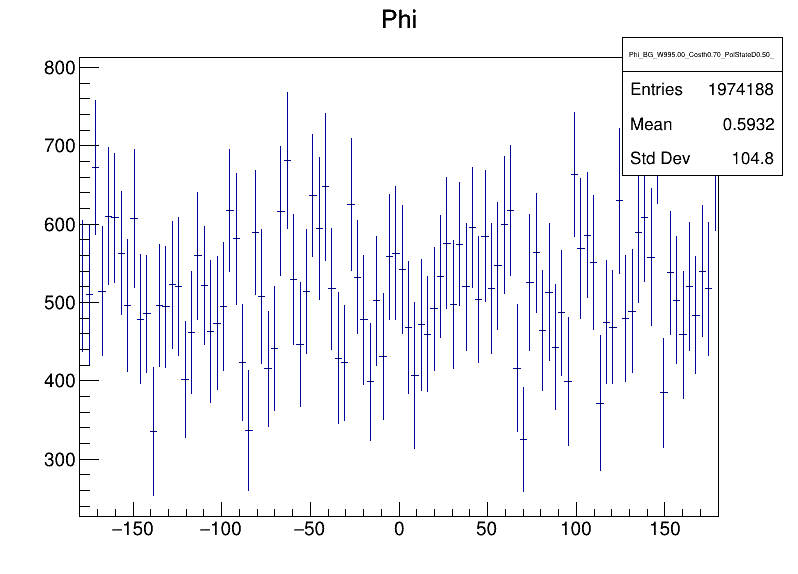 Phi
Phi_BG_W995.00_Costh0.70_PolStateD0.50_
Entries 1974188
Mean 0.5932
Std Dev 104.8
800
700
600
500
400
300
−150 −100 −50 0 50 100 150